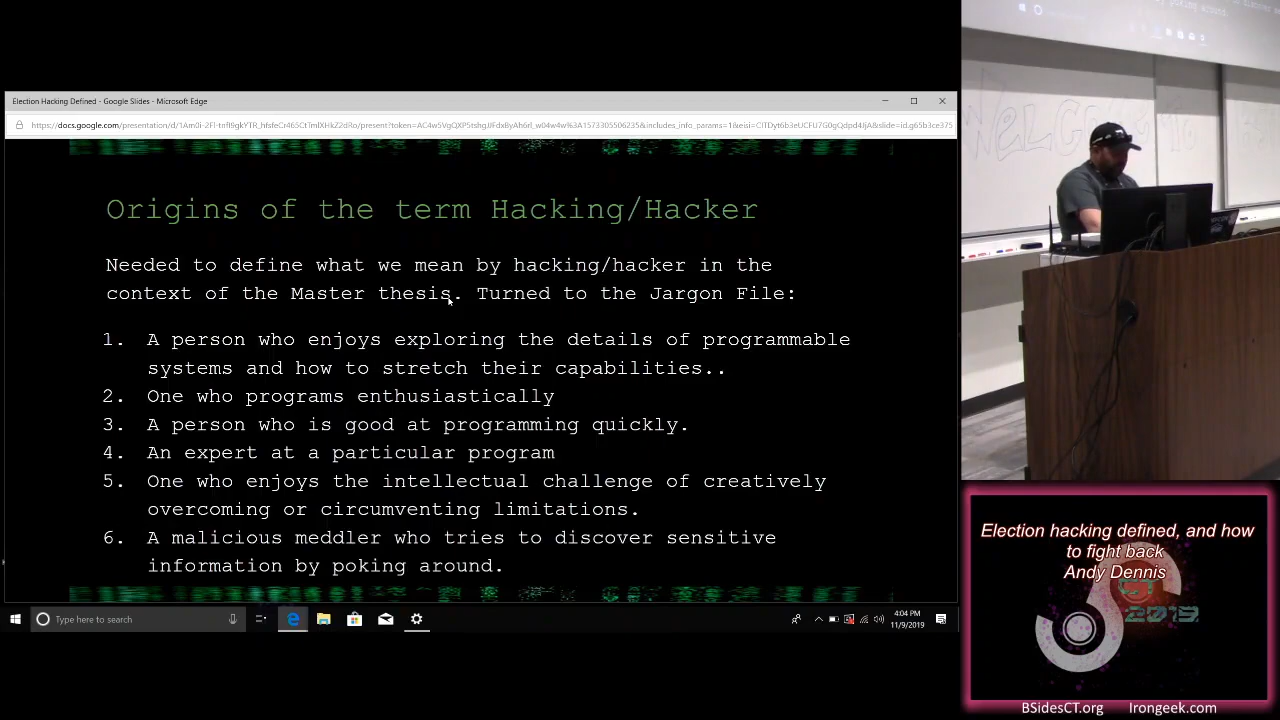 Election Hacking Defined - Google Slides - Microsoft Edge
Origins of the term Hacking/Hacker
Needed to define what we mean by hacking/hacker in the
context of the Master thesis. Turned to the Jargon File:
1. A person who enjoys exploring the details of programmable
systems and how to stretch their capabilities..
2. One who programs enthusiastically
3. A person who is good at programming quickly.
4. An expert at a particular program
5. One who enjoys the intellectual challenge of creatively
overcoming or circumventing limitations.
6. A malicious meddler who tries to discover sensitive
information by poking around.
Type here to search
4:04 PM
11/9/2019
poking around.
WELCOME
Election hacking defined, and how
to fight back
Andy Dennis
CT
2019
BSidesCT.org Irongeek.com